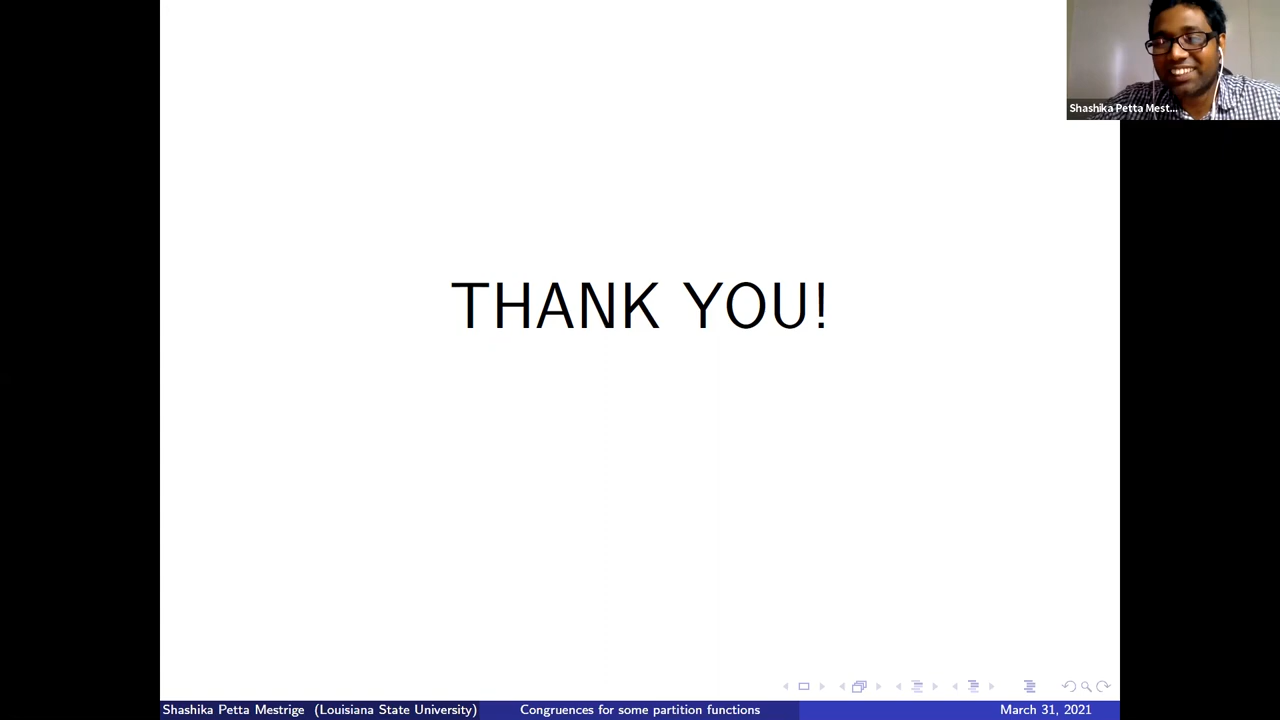 Shashika Petta Mest...
THANK YOU!
Shashika Petta Mestrige (Louisiana State University)
Congruences for some partition functions
March 31, 2021